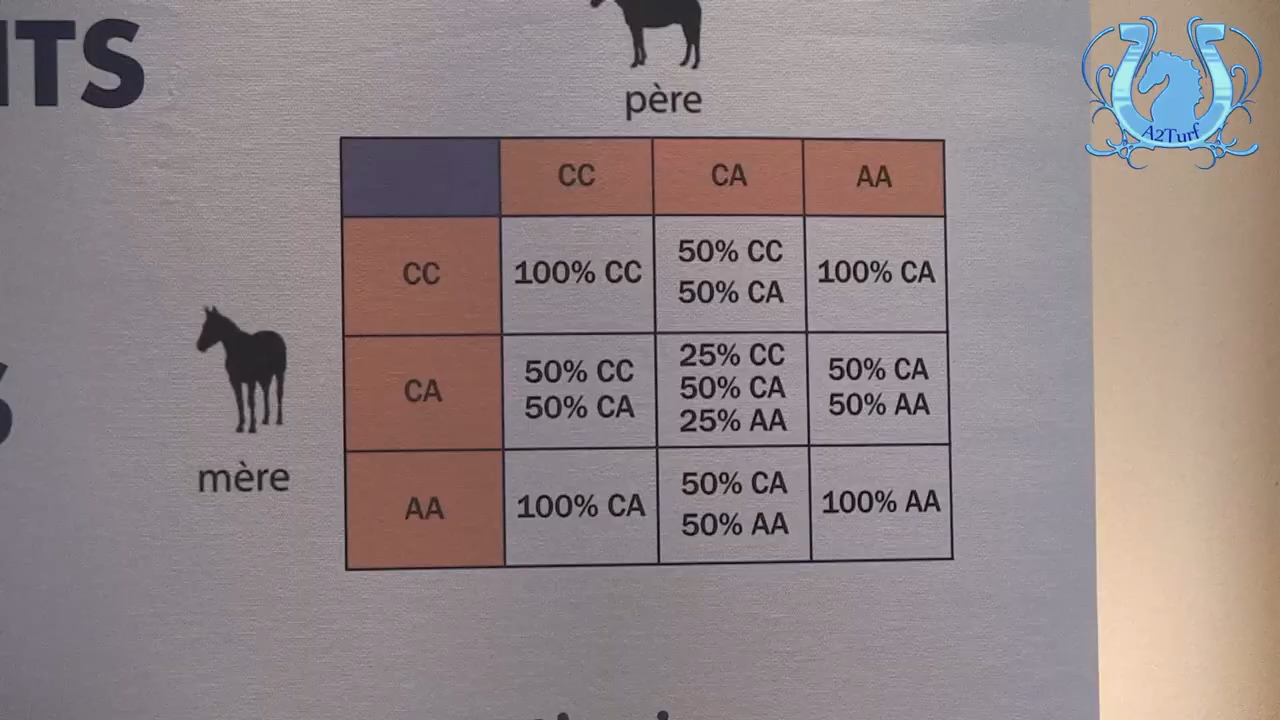 ITS
père
CC CA AA
CC 100% CC 50% CC 50% CA 100% CA
CA 50% CC 50% CA 25% CC 50% CA 25% AA 50% CA 50% AA
AA 100% CA 50% CA 50% AA 100% AA
mère
A2Turf